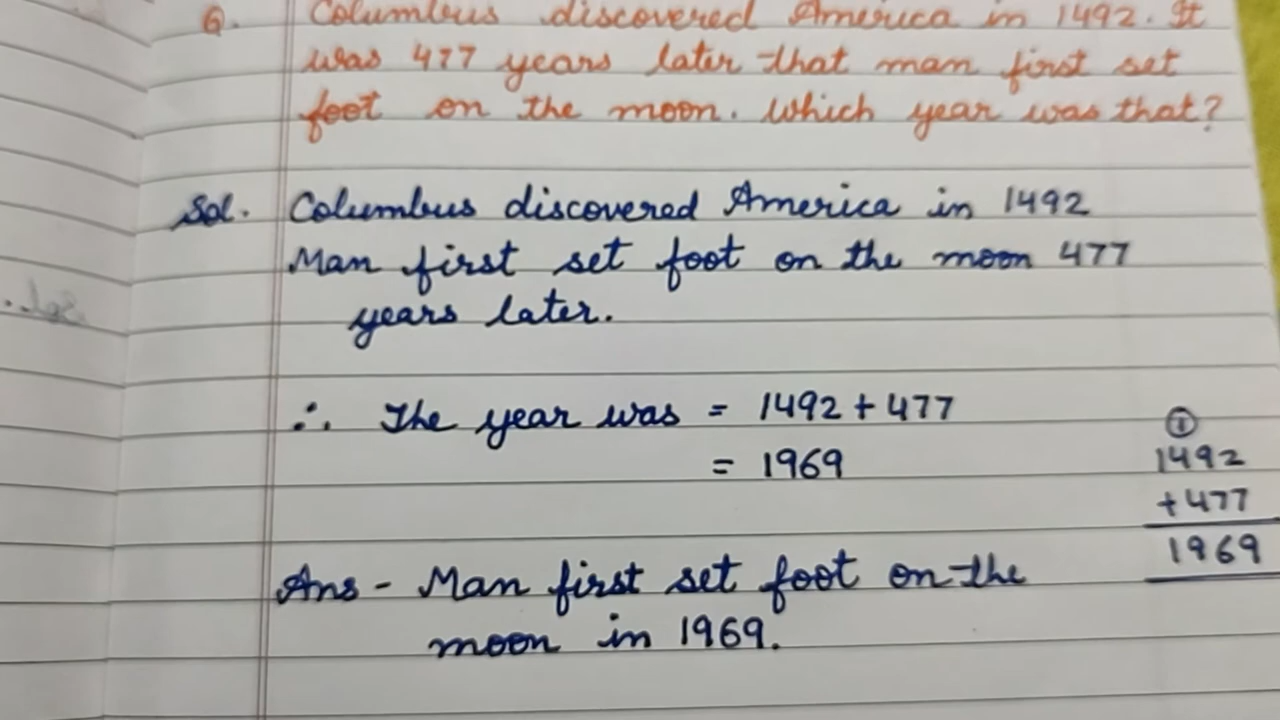 Q. Columbus discovered America in 1492. It
was 477 years later that man first set
foot on the moon. Which year was that?
Sol. Columbus discovered America in 1492
Man first set foot on the moon 477
years later.
∴ The year was = 1492 + 477
= 1969
①
1492
+ 477
1969
Ans - Man first set foot on the
moon in 1969.